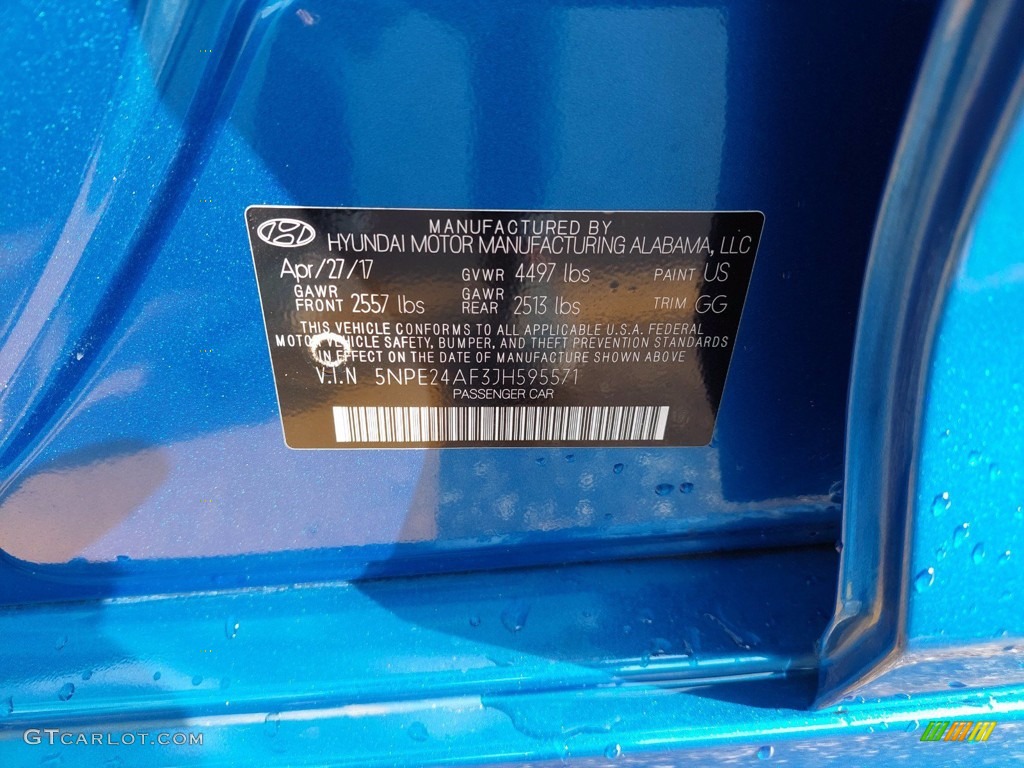 MANUFACTURED BY
HYUNDAI MOTOR MANUFACTURING ALABAMA, LLC
Apr/27/17 GVWR 4497 lbs PAINT US
GAWR FRONT 2557 lbs GAWR REAR 2513 lbs TRIM GG
THIS VEHICLE CONFORMS TO ALL APPLICABLE U.S.A. FEDERAL
MOTOR VEHICLE SAFETY, BUMPER, AND THEFT PREVENTION STANDARDS
IN EFFECT ON THE DATE OF MANUFACTURE SHOWN ABOVE
V.I.N 5NPE24AF3JH595571
PASSENGER CAR
GTCARLOT.COM